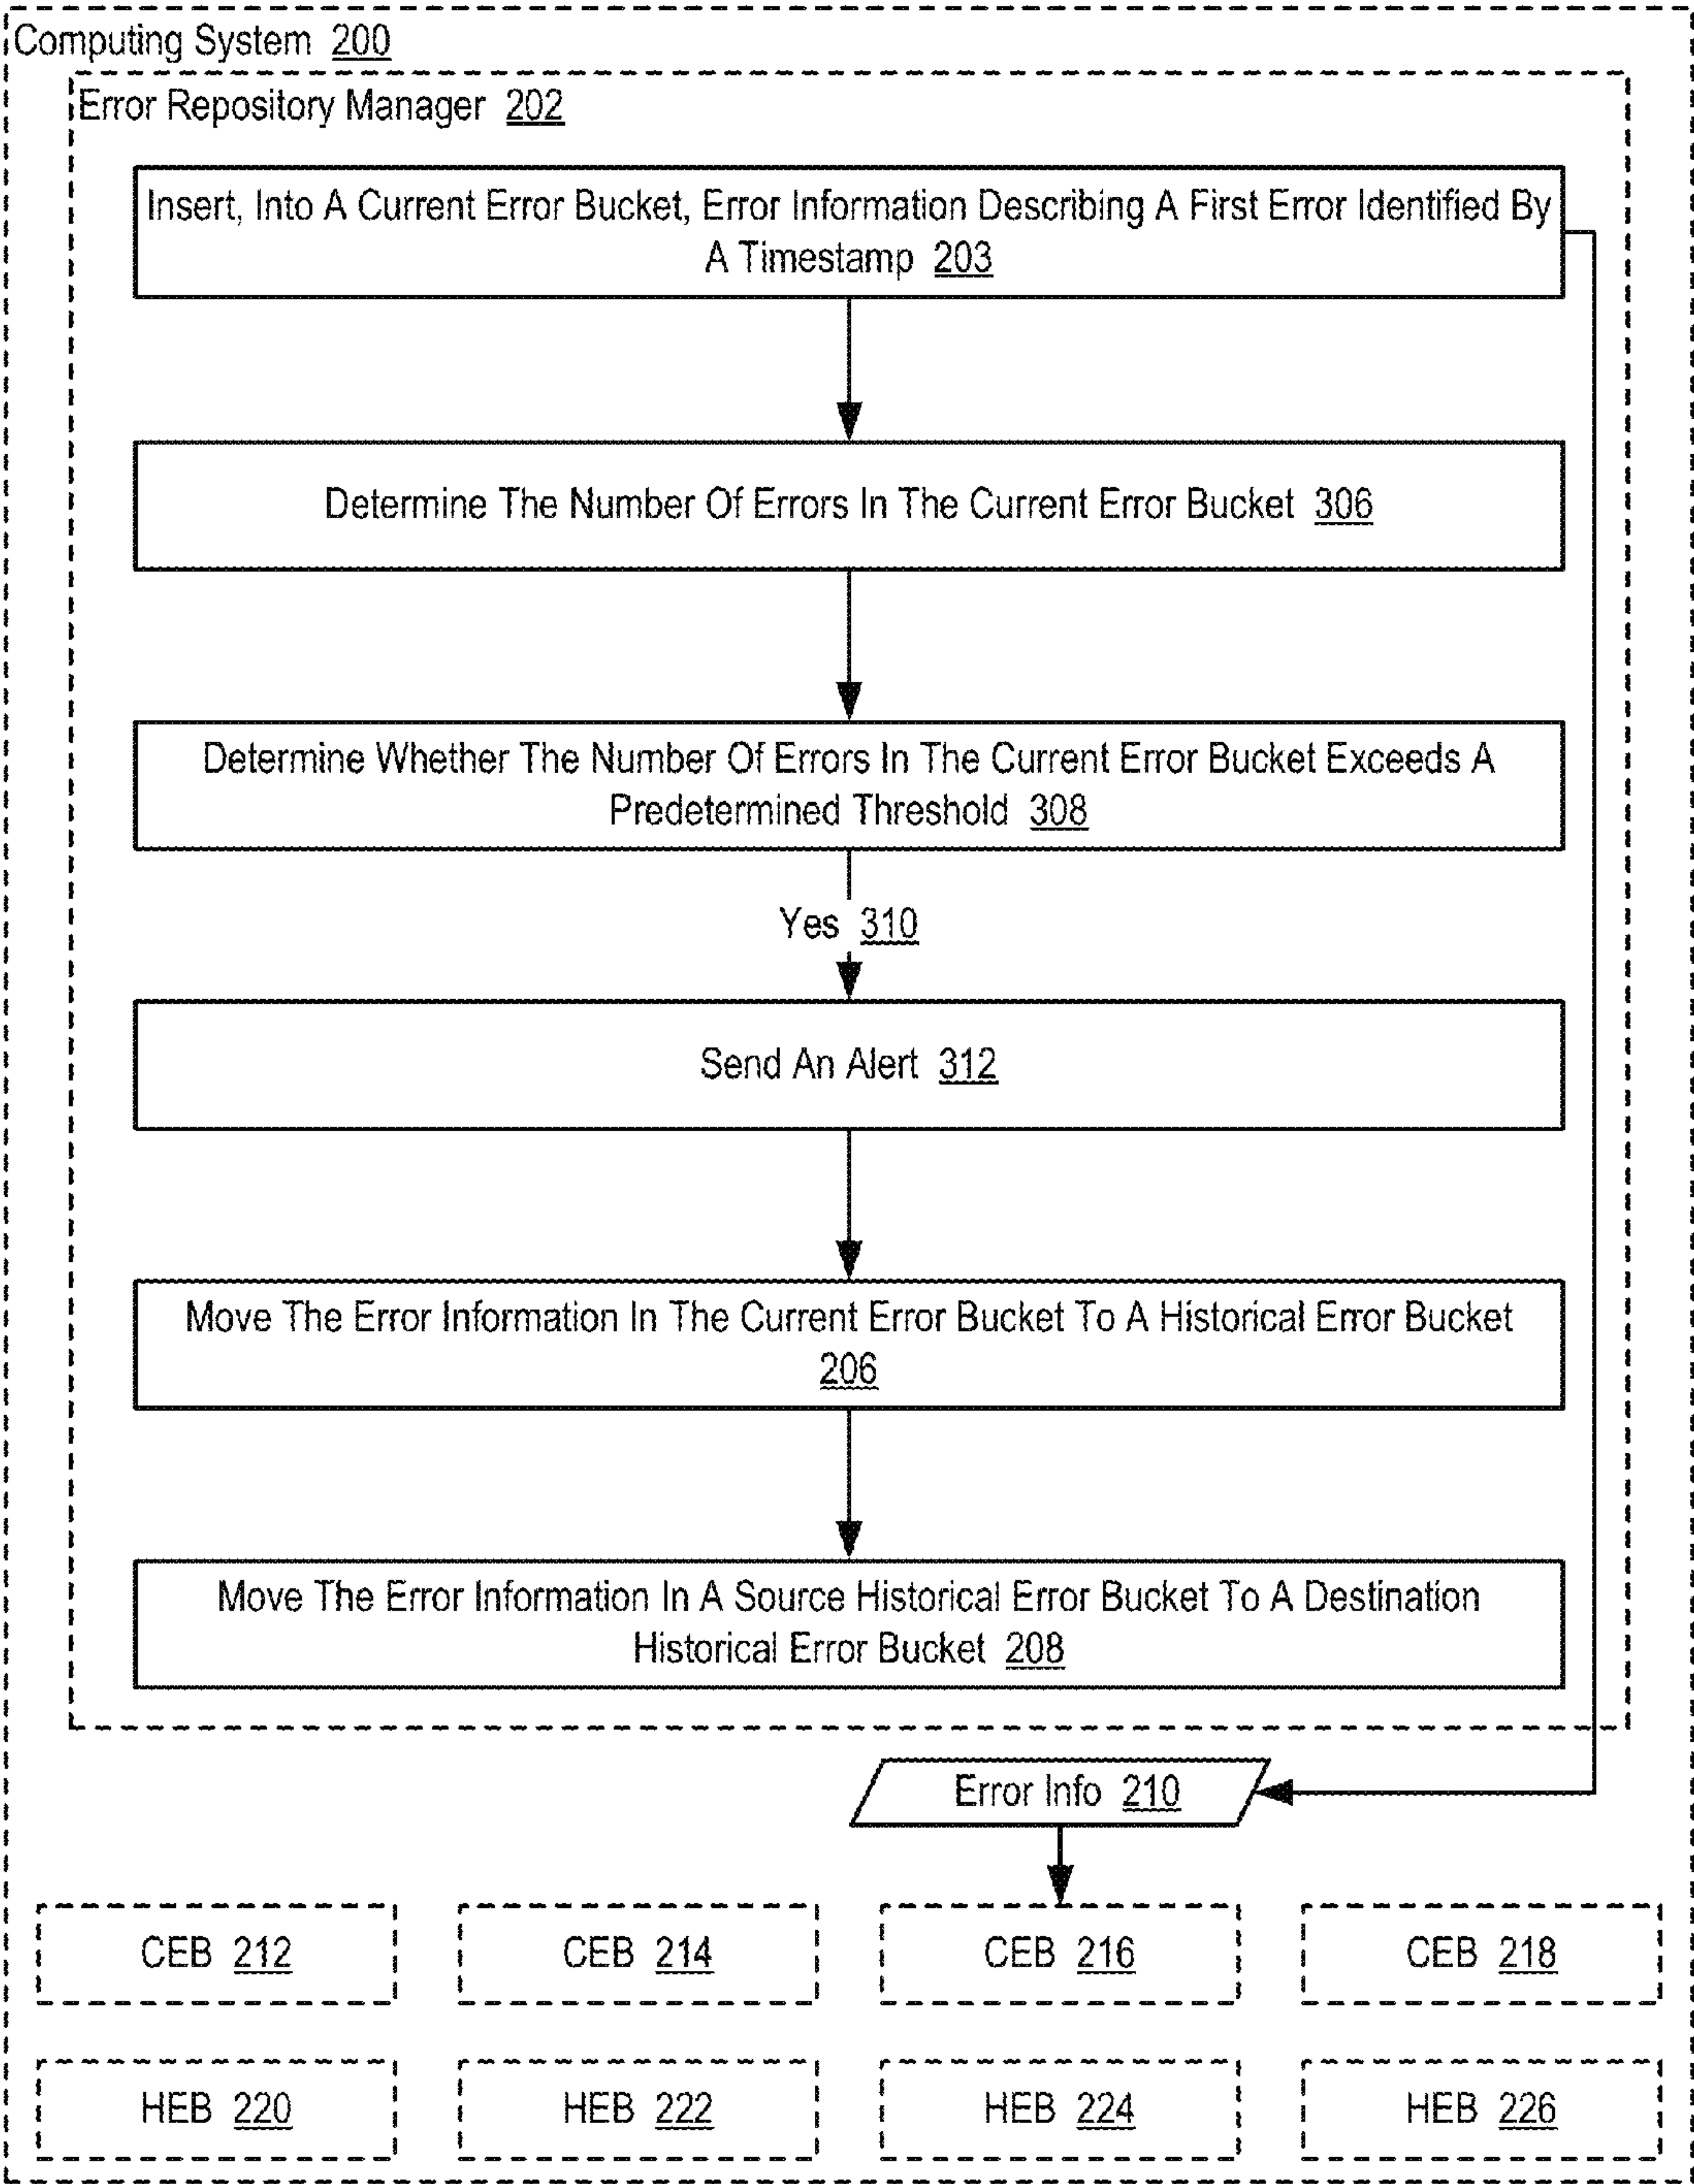 Computing System 200
Error Repository Manager 202
Insert, Into A Current Error Bucket, Error Information Describing A First Error Identified By
A Timestamp 203
Determine The Number Of Errors In The Current Error Bucket 306
Determine Whether The Number Of Errors In The Current Error Bucket Exceeds A
Predetermined Threshold 308
Yes 310
Send An Alert 312
Move The Error Information In The Current Error Bucket To A Historical Error Bucket
206
Move The Error Information In A Source Historical Error Bucket To A Destination
Historical Error Bucket 208
Error Info 210
CEB 212 CEB 214 CEB 216 CEB 218
HEB 220 HEB 222 HEB 224 HEB 226